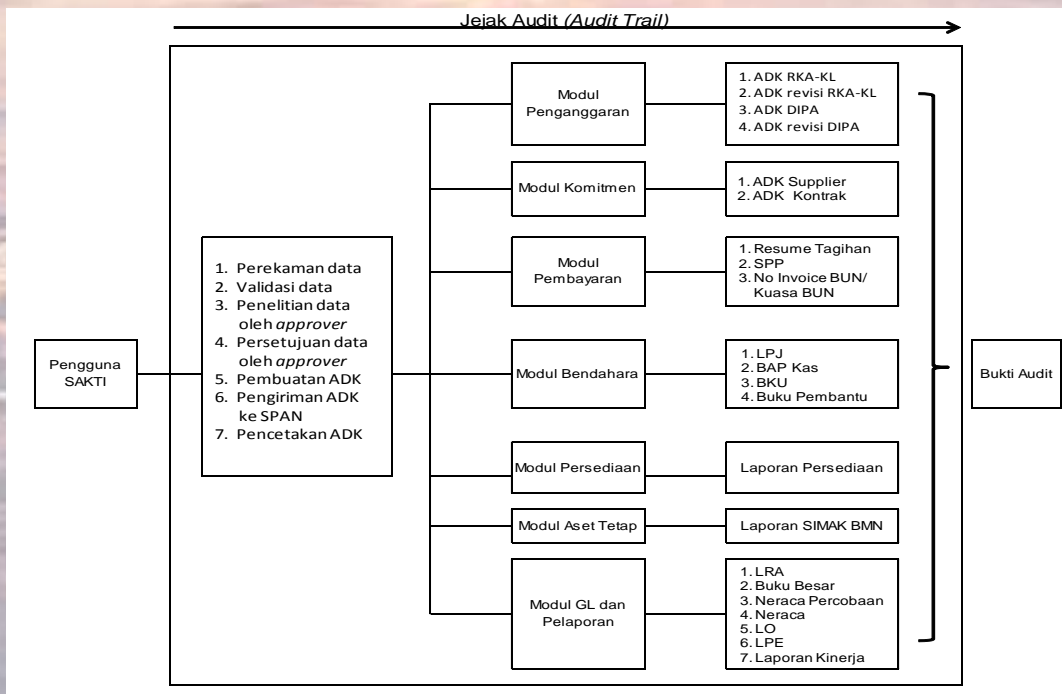 Jejak Audit (Audit Trail)
Pengguna
SAKTI
1. Perekaman data
2. Validasi data
3. Penelitian data
oleh approver
4. Persetujuan data
oleh approver
5. Pembuatan ADK
6. Pengiriman ADK
ke SPAN
7. Pencetakan ADK
Modul
Penganggaran
1. ADK RKA-KL
2. ADK revisi RKA-KL
3. ADK DIPA
4. ADK revisi DIPA
Modul Komitmen
1. ADK Supplier
2. ADK Kontrak
Modul
Pembayaran
1. Resume Tagihan
2. SPP
3. No Invoice BUN/
Kuasa BUN
Modul Bendahara
1. LPJ
2. BAP Kas
3. BKU
4. Buku Pembantu
Modul Persediaan
Laporan Persediaan
Modul Aset Tetap
Laporan SIMAK BMN
Modul GL dan
Pelaporan
1. LRA
2. Buku Besar
3. Neraca Percobaan
4. Neraca
5. LO
6. LPE
7. Laporan Kinerja
Bukti Audit